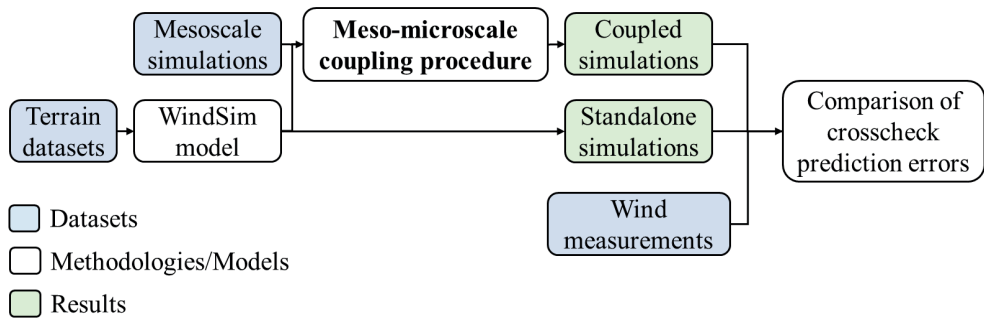 Mesoscale
simulations
Meso-microscale
coupling procedure
Coupled
simulations
Terrain
datasets
WindSim
model
Standalone
simulations
Comparison of
crosscheck
prediction errors
Wind
measurements
Datasets
Methodologies/Models
Results